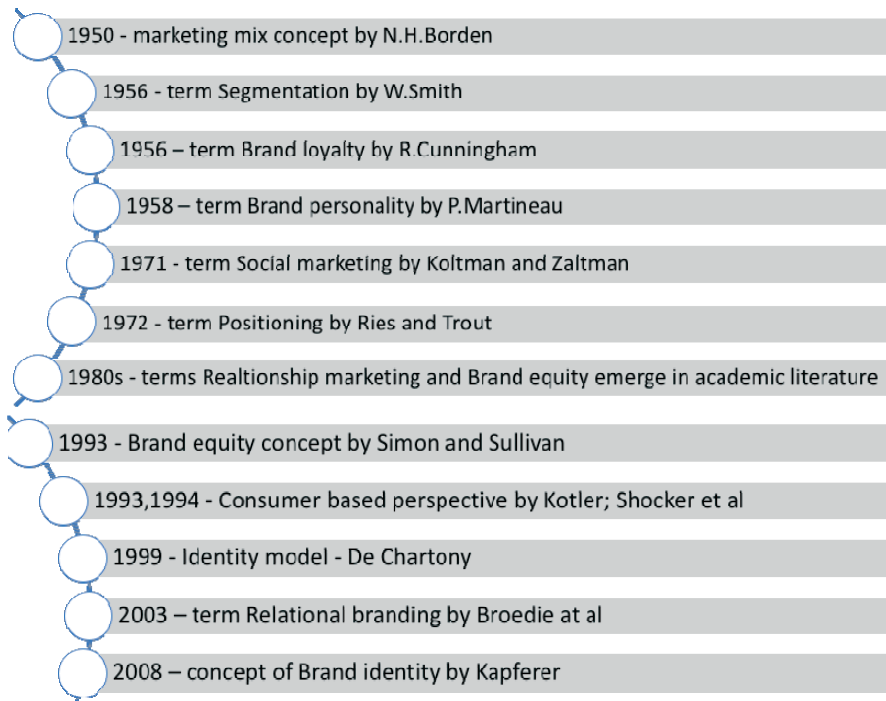 1950 - marketing mix concept by N.H.Borden
1956 - term Segmentation by W.Smith
1956 – term Brand loyalty by R.Cunningham
1958 – term Brand personality by P.Martineau
1971 - term Social marketing by Koltman and Zaltman
1972 - term Positioning by Ries and Trout
1980s - terms Realtionship marketing and Brand equity emerge in academic literature
1993 - Brand equity concept by Simon and Sullivan
1993,1994 - Consumer based perspective by Kotler; Shocker et al
1999 - Identity model - De Chartony
2003 – term Relational branding by Broedie at al
2008 – concept of Brand identity by Kapferer